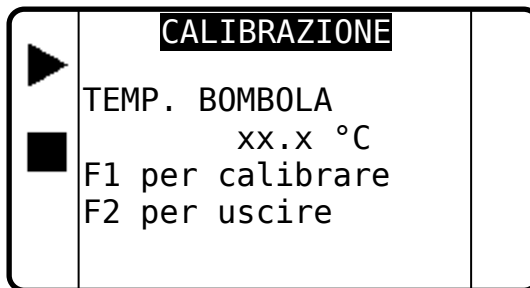 CALIBRAZIONE
TEMP. BOMBOLA
xx.x °C
F1 per calibrare
F2 per uscire